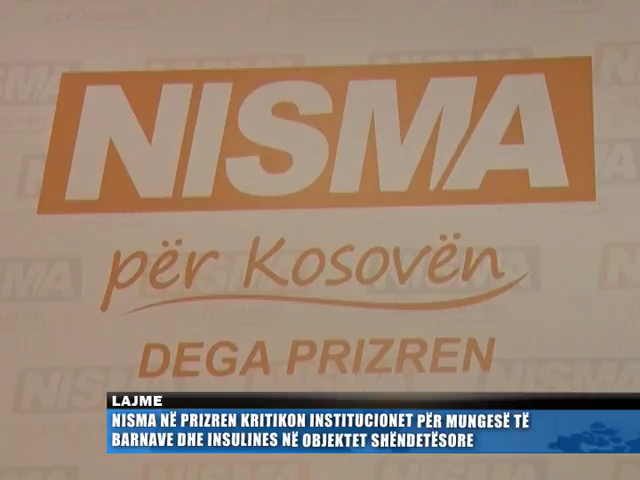 NISMA
për Kosovën
DEGA PRIZREN
LAJME
NISMA NË PRIZREN KRITIKON INSTITUCIONET PËR MUNGESË TË
BARNAVE DHE INSULINES NË OBJEKTET SHËNDETËSORE